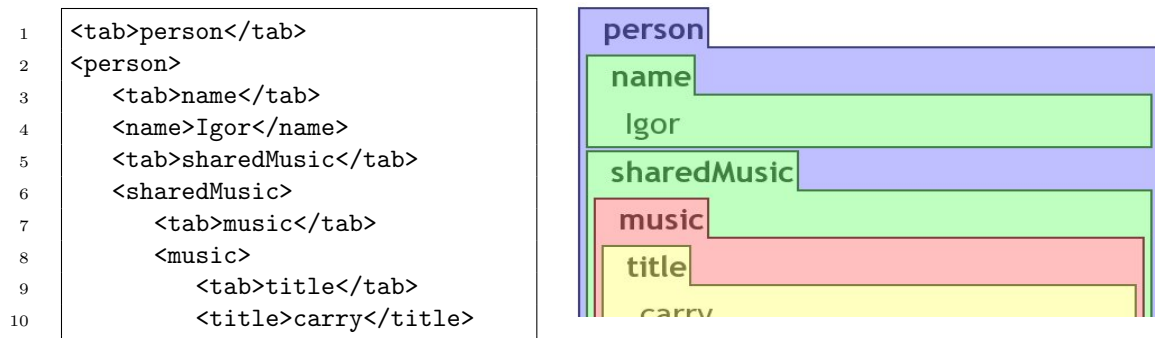 1 <tab>person</tab>
2 <person>
3 <tab>name</tab>
4 <name>Igor</name>
5 <tab>sharedMusic</tab>
6 <sharedMusic>
7 <tab>music</tab>
8 <music>
9 <tab>title</tab>
10 <title>carry</title>
person
name
Igor
sharedMusic
music
title
carry